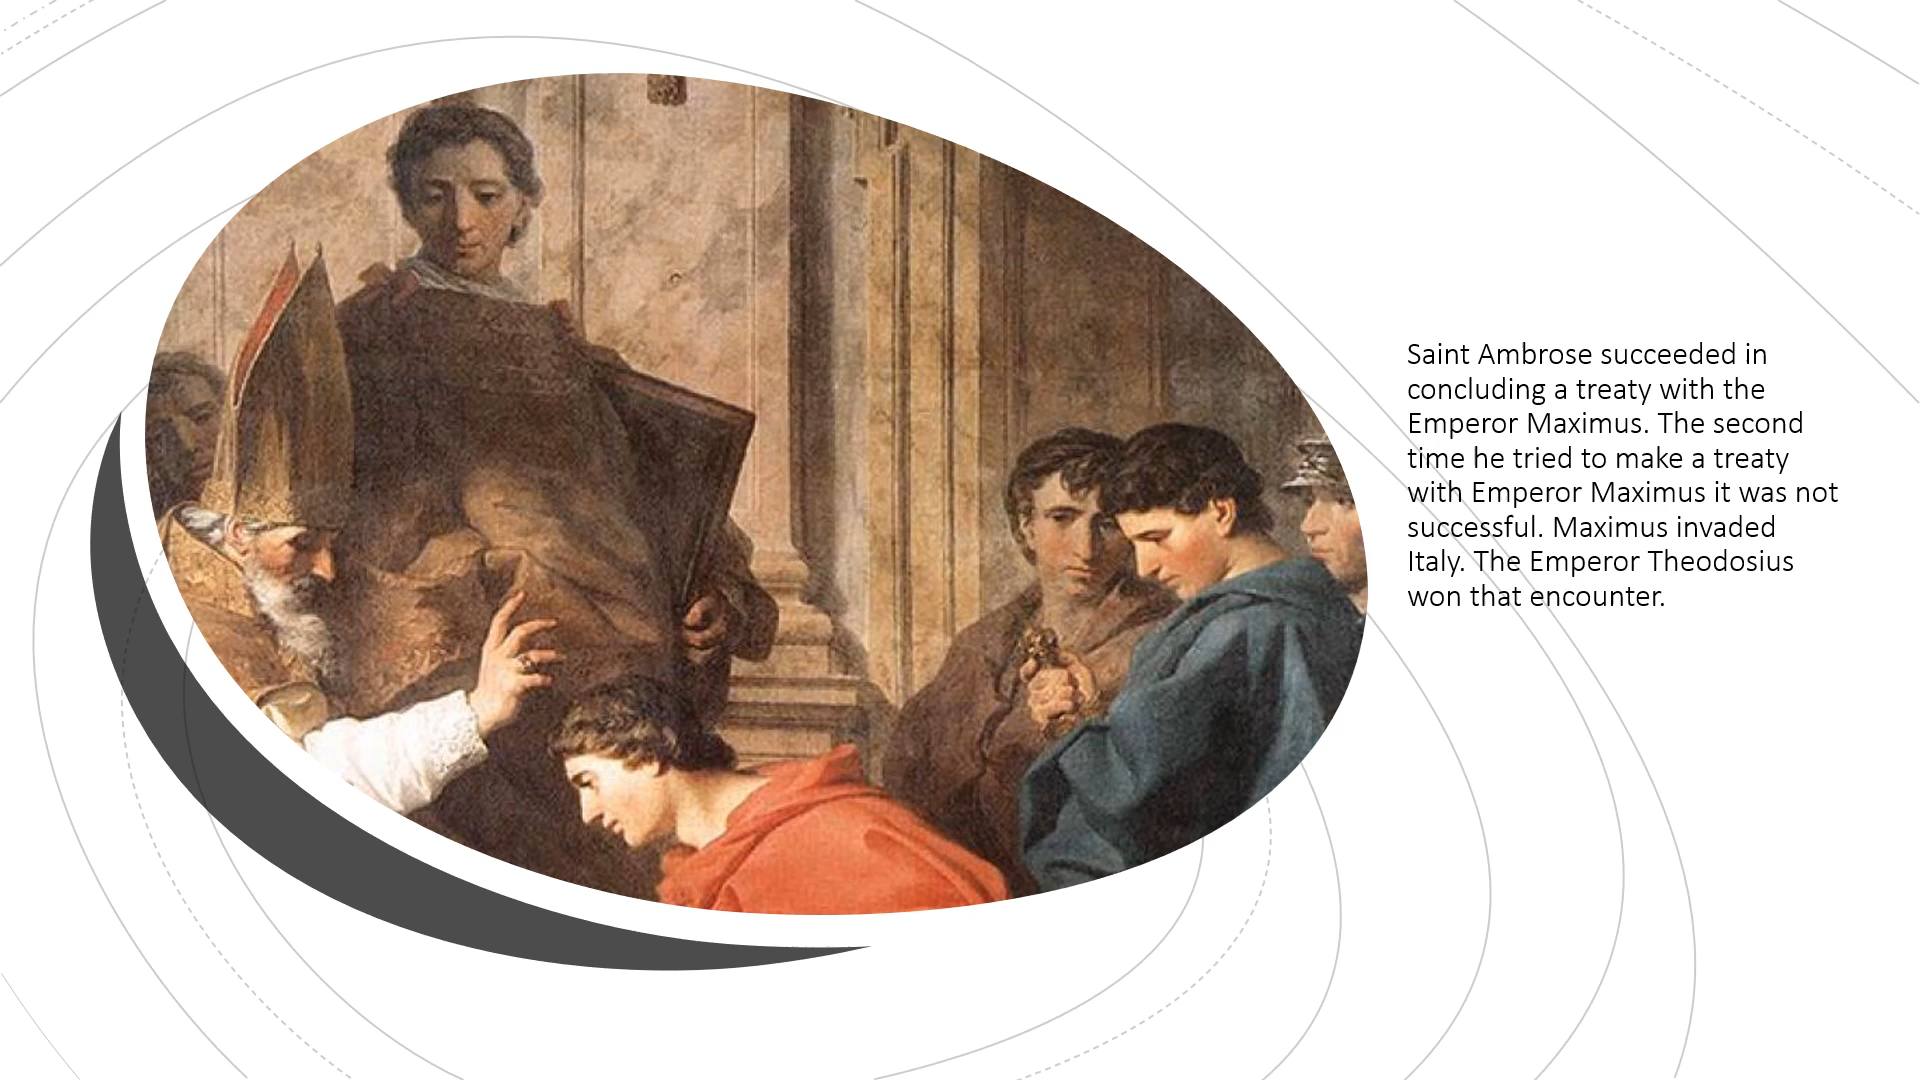 Saint Ambrose succeeded in
concluding a treaty with the
Emperor Maximus. The second
time he tried to make a treaty
with Emperor Maximus it was not
successful. Maximus invaded
Italy. The Emperor Theodosius
won that encounter.